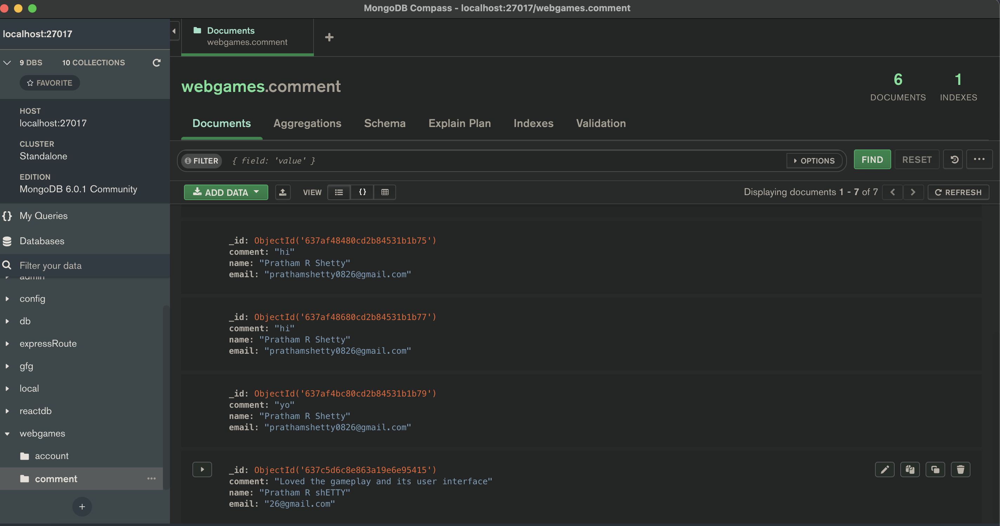 MongoDB Compass - localhost:27017/webgames.comment
localhost:27017
9 DBS 10 COLLECTIONS
FAVORITE
HOST
localhost:27017
CLUSTER
Standalone
EDITION
MongoDB 6.0.1 Community
My Queries
Databases
Filter your data
admin
config
db
expressRoute
gfg
local
reactdb
webgames
account
comment
Documents
webgames.comment
webgames.comment
6
DOCUMENTS
1
INDEXES
Documents Aggregations Schema Explain Plan Indexes Validation
FILTER { field: 'value' } OPTIONS FIND RESET
ADD DATA VIEW {} Displaying documents 1 - 7 of 7 REFRESH
_id: ObjectId('637af48480cd2b84531b1b75')
comment: "hi"
name: "Pratham R Shetty"
email: "prathamshetty0826@gmail.com"
_id: ObjectId('637af48680cd2b84531b1b77')
comment: "hi"
name: "Pratham R Shetty"
email: "prathamshetty0826@gmail.com"
_id: ObjectId('637af4bc80cd2b84531b1b79')
comment: "yo"
name: "Pratham R Shetty"
email: "prathamshetty0826@gmail.com"
_id: ObjectId('637c5d6c8e863a19e6e95415')
comment: "Loved the gameplay and its user interface"
name: "Pratham R shETTY"
email: "26@gmail.com"